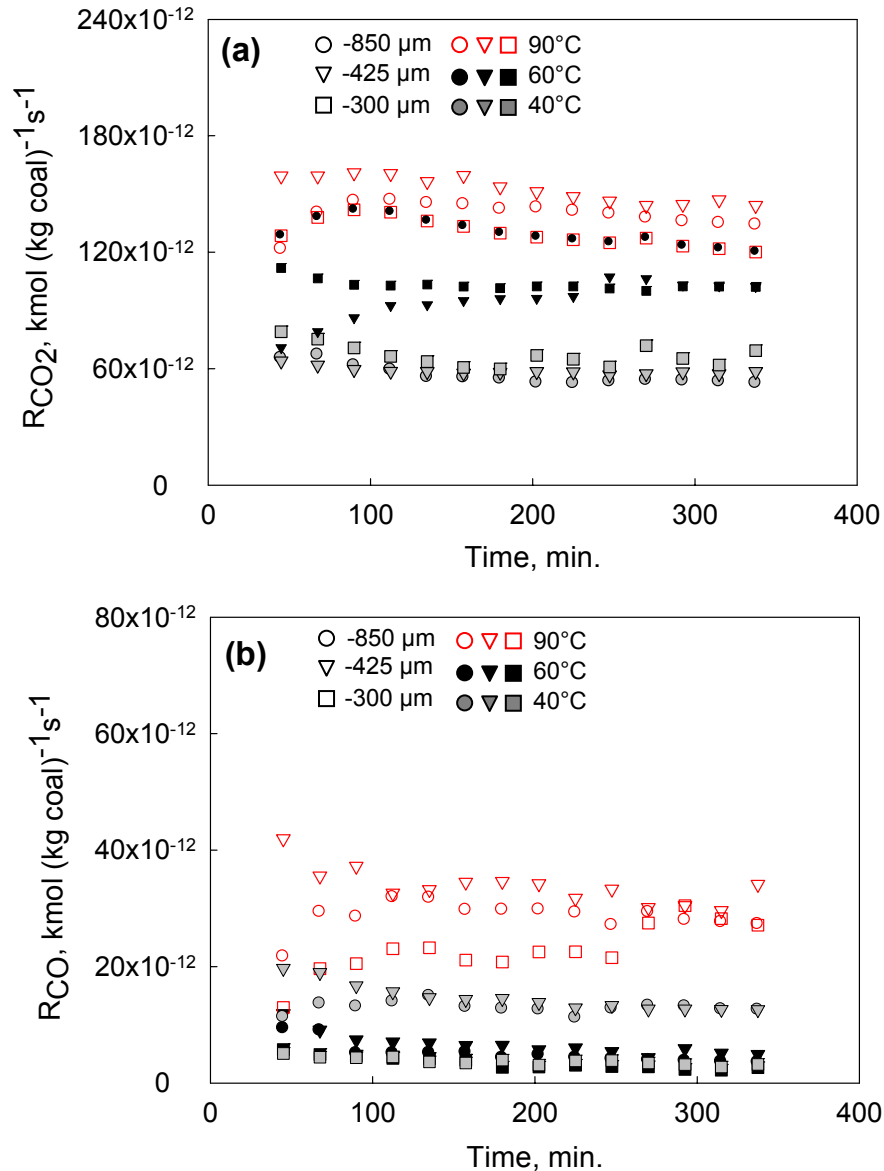 240x10-12
(a)
-850 µm
90°C
-425 µm
60°C
-300 µm
40°C
180x10-12
120x10-12
60x10-12
0
RCO2, kmol (kg coal)-1s-1
0 100 200 300 400
Time, min.
80x10-12
(b)
-850 µm
90°C
-425 µm
60°C
-300 µm
40°C
60x10-12
40x10-12
20x10-12
0
RCO, kmol (kg coal)-1s-1
0 100 200 300 400
Time, min.